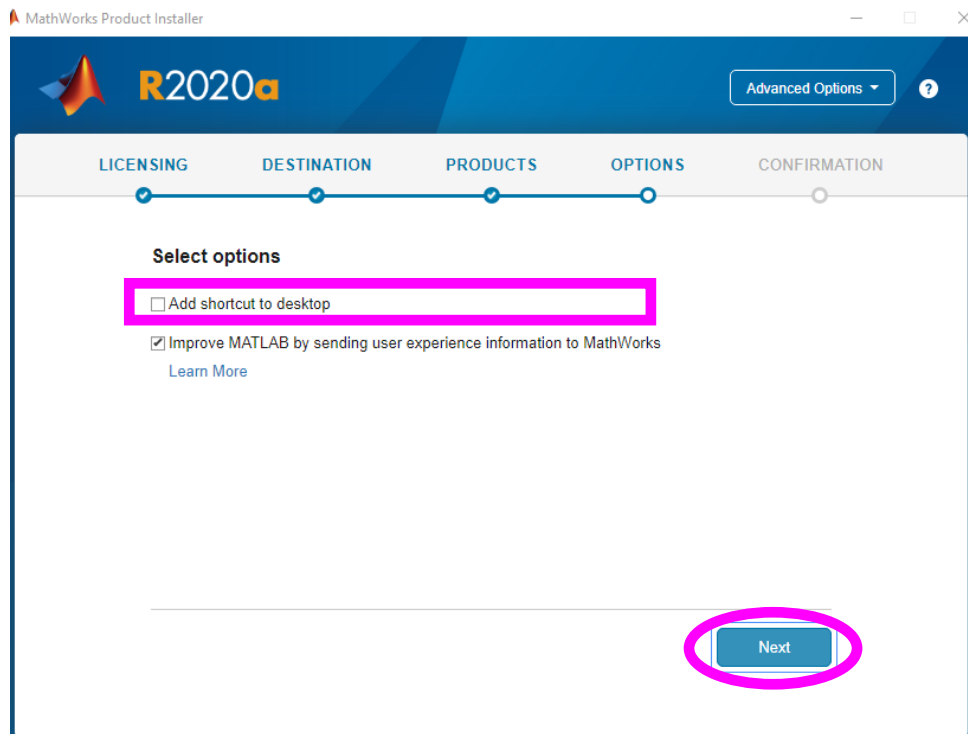 MathWorks Product Installer
R2020a
Advanced Options
?
LICENSING DESTINATION PRODUCTS OPTIONS CONFIRMATION
Select options
Add shortcut to desktop
Improve MATLAB by sending user experience information to MathWorks
Learn More
Next